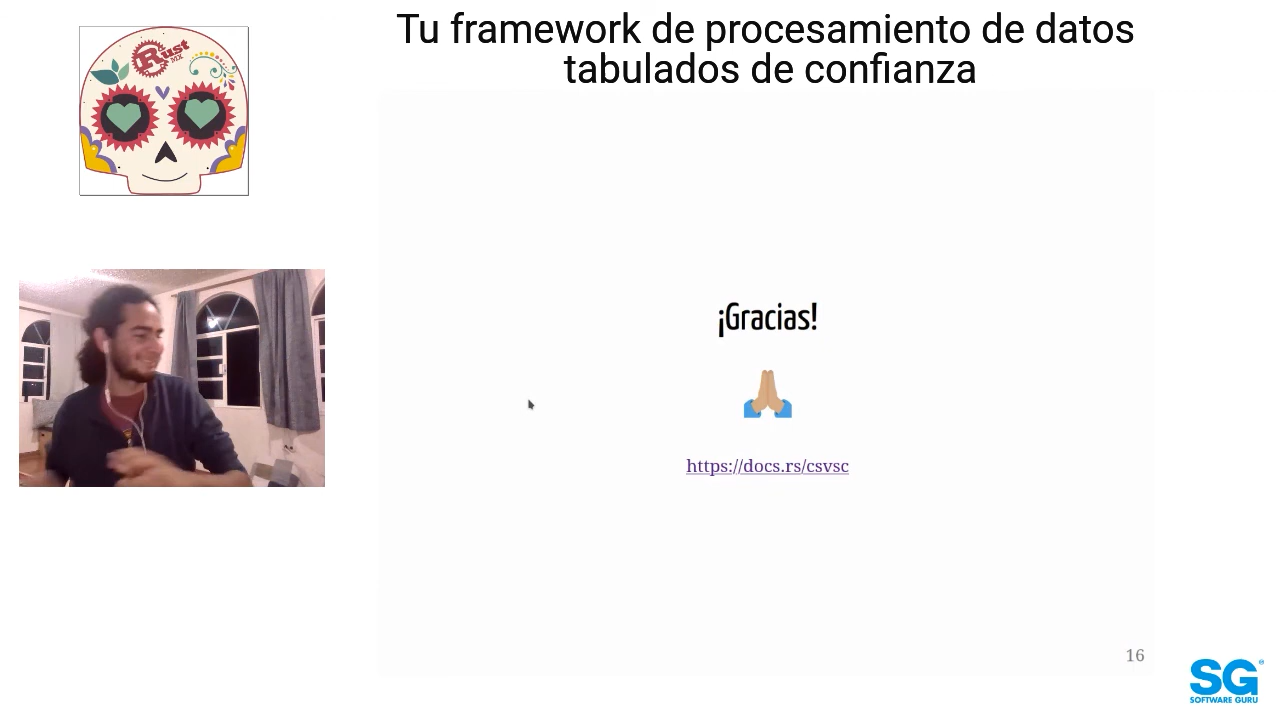 Tu framework de procesamiento de datos
tabulados de confianza
Rust
MX
¡Gracias!
https://docs.rs/csvsc
16
SG®
SOFTWARE GURU